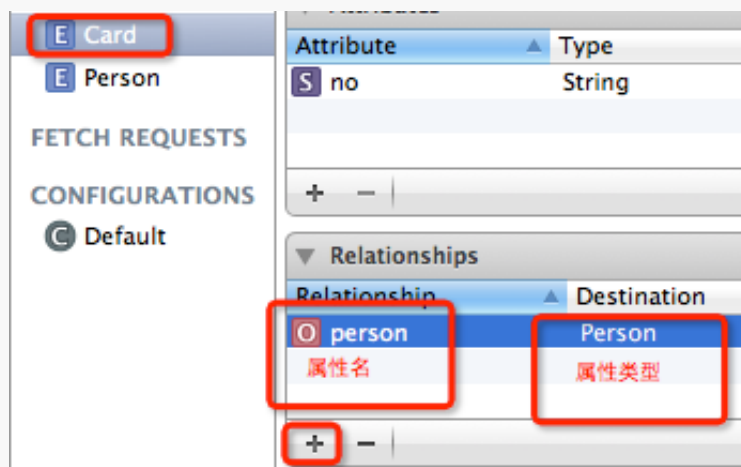 E Card
E Person
FETCH REQUESTS
CONFIGURATIONS
C Default
Attributes
Attribute Type
S no String
+ −
Relationships
Relationship Destination
O person Person
属性名 属性类型
+ −